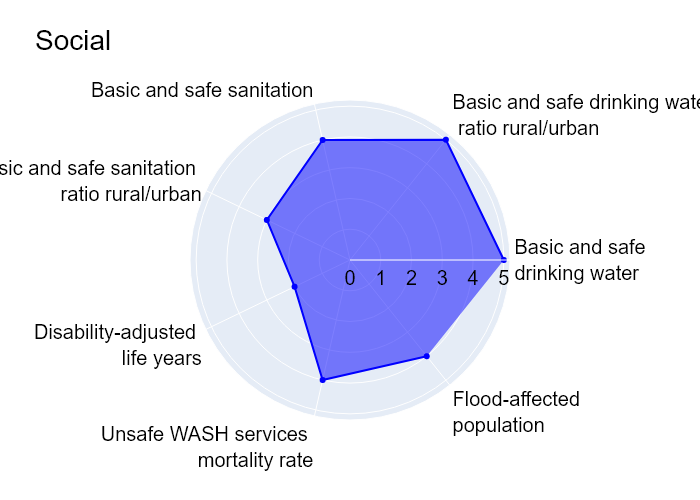 Social
Basic and safe sanitation
Basic and safe drinking
ratio rural/urban
and safe sanitation
ratio rural/urban
Basic and safe
drinking water
0 1 2 3 4 5
Disability-adjusted
life years
Flood-affected
population
Unsafe WASH services
mortality rate